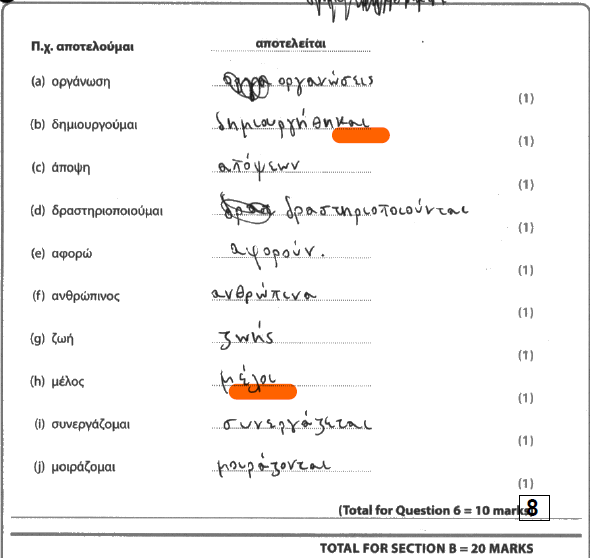 Π.χ. αποτελούμαι αποτελείται
(a) οργάνωση οργανώσεις
(1)
(b) δημιουργούμαι δημιουργήθηκαι
(1)
(c) άποψη απόψεων
(1)
(d) δραστηριοποιούμαι δραστηριοποιούνται
(1)
(e) αφορώ αφορούν.
(1)
(f) ανθρώπινος ανθρώπινα
(1)
(g) ζωή ζωής
(1)
(h) μέλος μέλοι
(1)
(i) συνεργάζομαι συνεργάζεται
(1)
(j) μοιράζομαι μοιράζονται
(1)
(Total for Question 6 = 10 marks) 8
TOTAL FOR SECTION B = 20 MARKS